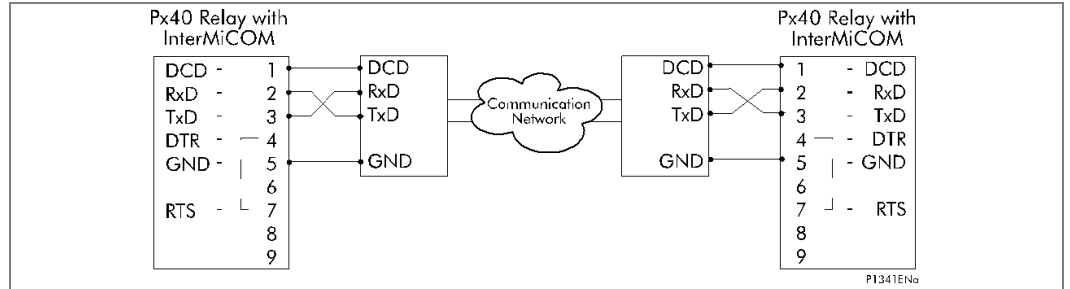 Px40 Relay with
InterMiCOM
DCD - 1
RxD - 2
TxD - 3
DTR - 4
GND - 5
6
RTS - 7
8
9
DCD
RxD
TxD
GND
Communication
Network
DCD
RxD
TxD
GND
Px40 Relay with
InterMiCOM
1 - DCD
2 - RxD
3 - TxD
4 - DTR
5 - GND
6
7 - RTS
8
9
P1341ENa